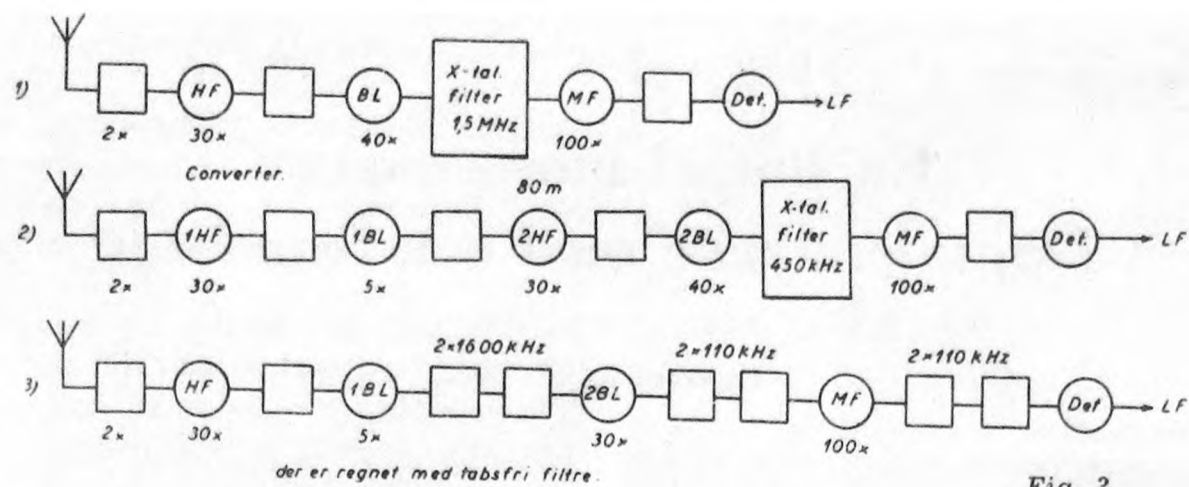 1)
HF
BL
X-tal.
filter
1,5 MHz
MF
Det.
LF
2×
30×
40×
100×
Converter.
80 m
2)
1HF
1BL
2HF
2BL
X-tal.
filter
450 kHz
MF
Det.
LF
2×
30×
5×
30×
40×
100×
2×1600 kHz
2×110 kHz
2×110 kHz
3)
HF
1BL
2BL
MF
Det
LF
2×
30×
5×
30×
100×
der er regnet med tabsfri filtre.